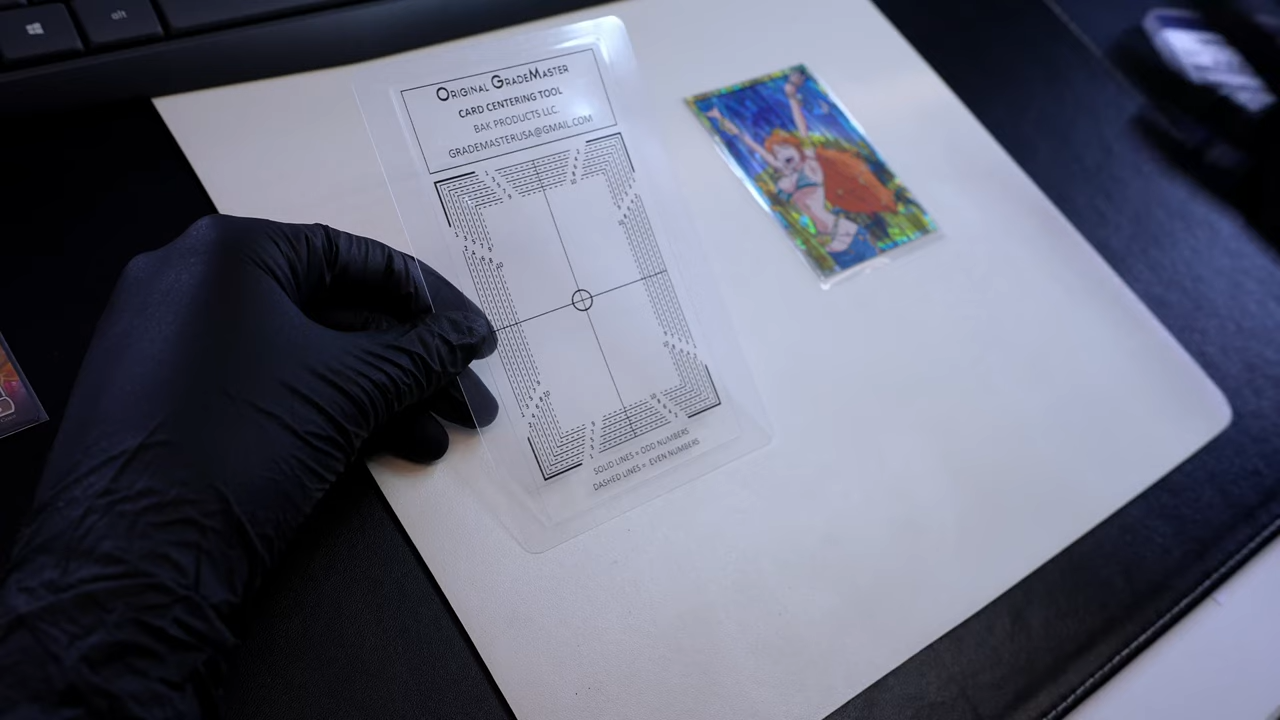 alt
ORIGINAL GRADEMASTER
CARD CENTERING TOOL
BAK PRODUCTS LLC.
GRADEMASTERUSA@GMAIL.COM
SOLID LINES = ODD NUMBERS
DASHED LINES = EVEN NUMBERS